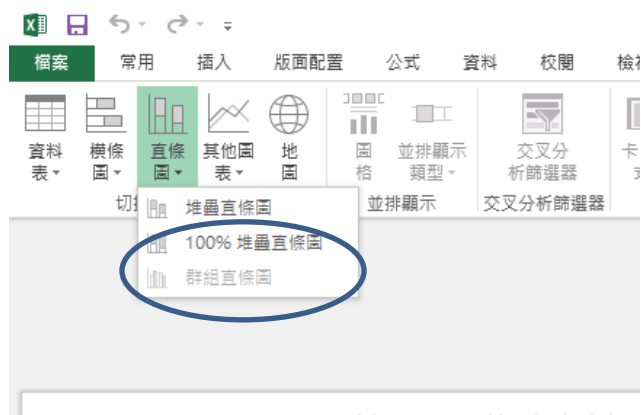 檔案 常用 插入 版面配置 公式 資料 校閱 檢視
資料表 橫條圖 直條圖 其他圖表 地圖 圖格 並排顯示類型 交叉分析篩選器 卡
並排顯示 交叉分析篩選器
堆疊直條圖
100% 堆疊直條圖
群組直條圖